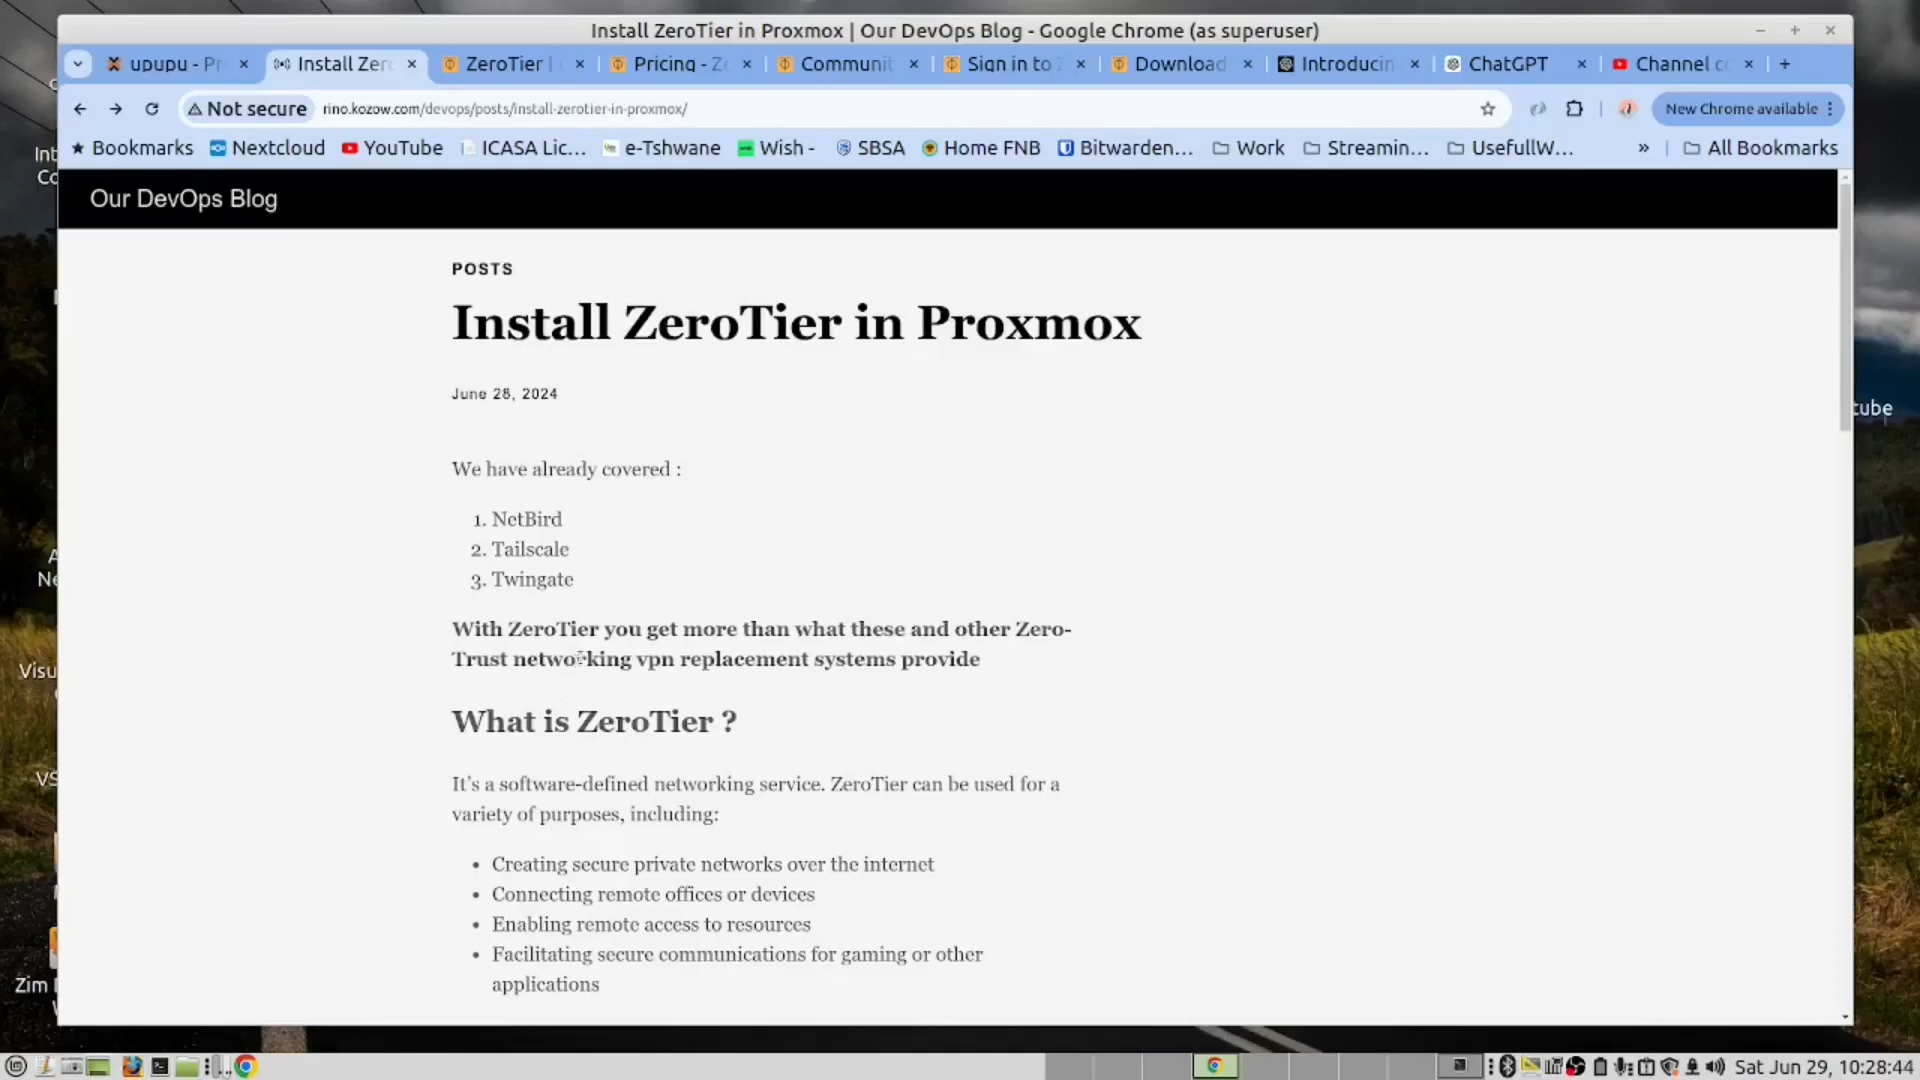 Install ZeroTier in Proxmox | Our DevOps Blog - Google Chrome (as superuser)
upupu - Pr
Install Zero
ZeroTier |
Pricing - Ze
Communit
Sign in to
Download
Introducin
ChatGPT
Channel co
Not secure
rino.kozow.com/devops/posts/install-zerotier-in-proxmox/
New Chrome available
Bookmarks
Nextcloud
YouTube
ICASA Lic...
e-Tshwane
Wish -
SBSA
Home FNB
Bitwarden...
Work
Streamin...
UsefullW...
»
All Bookmarks
Our DevOps Blog
POSTS
Install ZeroTier in Proxmox
June 28, 2024
We have already covered :
1. NetBird
2. Tailscale
3. Twingate
With ZeroTier you get more than what these and other Zero-
Trust networking vpn replacement systems provide
What is ZeroTier ?
It's a software-defined networking service. ZeroTier can be used for a
variety of purposes, including:
• Creating secure private networks over the internet
• Connecting remote offices or devices
• Enabling remote access to resources
• Facilitating secure communications for gaming or other
applications
Int
Co
Ne
Visu
VS
Zim
tube
Sat Jun 29, 10:28:44